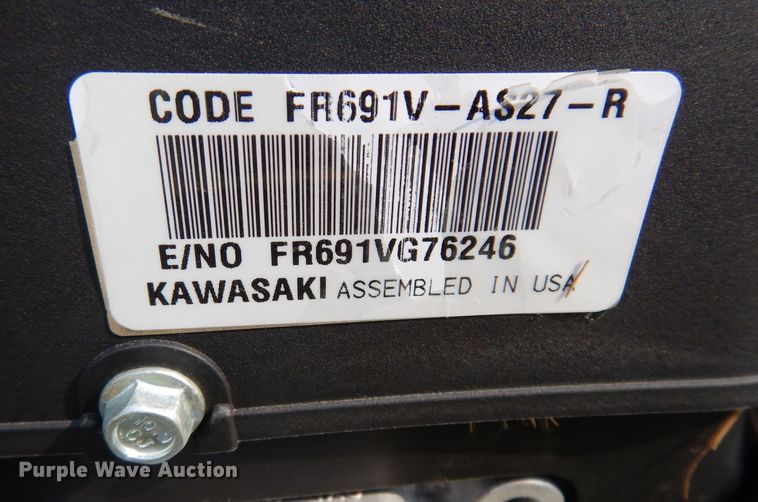 CODE FR691V-AS27-R
E/NO FR691VG76246
KAWASAKI ASSEMBLED IN USA
Purple Wave Auction